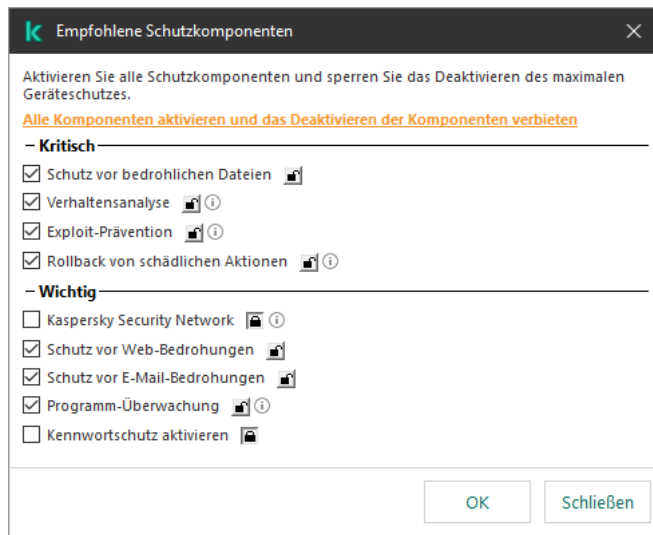 Empfohlene Schutzkomponenten
Aktivieren Sie alle Schutzkomponenten und sperren Sie das Deaktivieren des maximalen
Geräteschutzes.
Alle Komponenten aktivieren und das Deaktivieren der Komponenten verbieten
Kritisch
Schutz vor bedrohlichen Dateien
Verhaltensanalyse
Exploit-Prävention
Rollback von schädlichen Aktionen
Wichtig
Kaspersky Security Network
Schutz vor Web-Bedrohungen
Schutz vor E-Mail-Bedrohungen
Programm-Überwachung
Kennwortschutz aktivieren
OK
Schließen